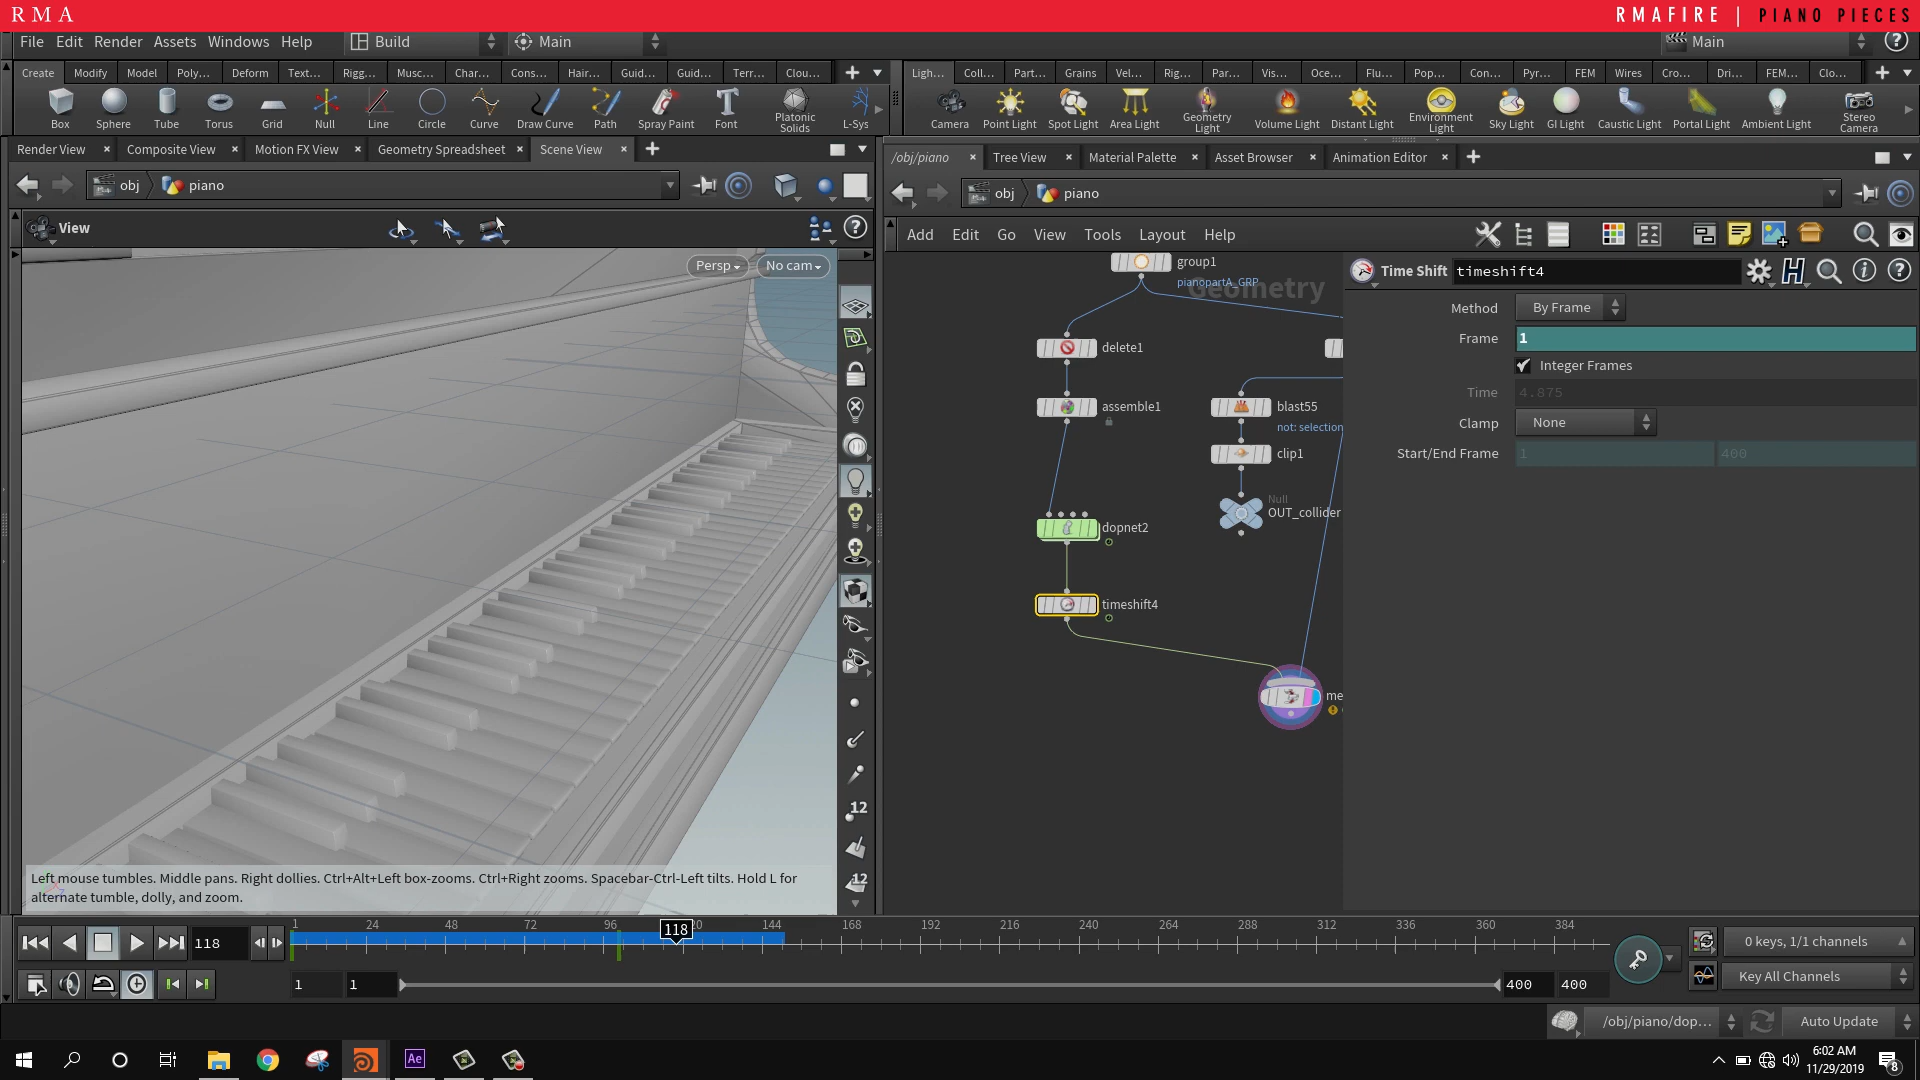 RMA
RMAFIRE | PIANO PIECES
File Edit Render Assets Windows Help Build Main Main
Create Modify Model Poly... Deform Text... Rigg... Musc... Char... Cons... Hair... Guid... Guid... Terr... Clou...
Ligh... Coll... Part... Grains Vel... Rig... Par... Vis... Oce... Flu... Pop... Con... Pyr... FEM Wires Cro... Dri... FEM... Clo...
Box Sphere Tube Torus Grid Null Line Circle Curve Draw Curve Path Spray Paint Font Platonic Solids L-Sys
Camera Point Light Spot Light Area Light Geometry Light Volume Light Distant Light Environment Light Sky Light GI Light Caustic Light Portal Light Ambient Light Stereo Camera
Render View Composite View Motion FX View Geometry Spreadsheet Scene View
/obj/piano Tree View Material Palette Asset Browser Animation Editor
obj piano
obj piano
View
Add Edit Go View Tools Layout Help
Persp No cam
group1
pianopartA_GRP
Geometry
delete1
assemble1
blast55
not: selection
clip1
Null
OUT_collider
dopnet2
timeshift4
me
Time Shift timeshift4
Method By Frame
Frame 1
Integer Frames
Time 4.875
Clamp None
Start/End Frame 1 400
12
12
Left mouse tumbles. Middle pans. Right dollies. Ctrl+Alt+Left box-zooms. Ctrl+Right zooms. Spacebar-Ctrl-Left tilts. Hold L for
alternate tumble, dolly, and zoom.
1 24 48 72 96 118 20 144 168 192 216 240 264 288 312 336 360 384
118
0 keys, 1/1 channels
1 1 400 400
Key All Channels
/obj/piano/dop... Auto Update
Ae
6:02 AM
11/29/2019
8